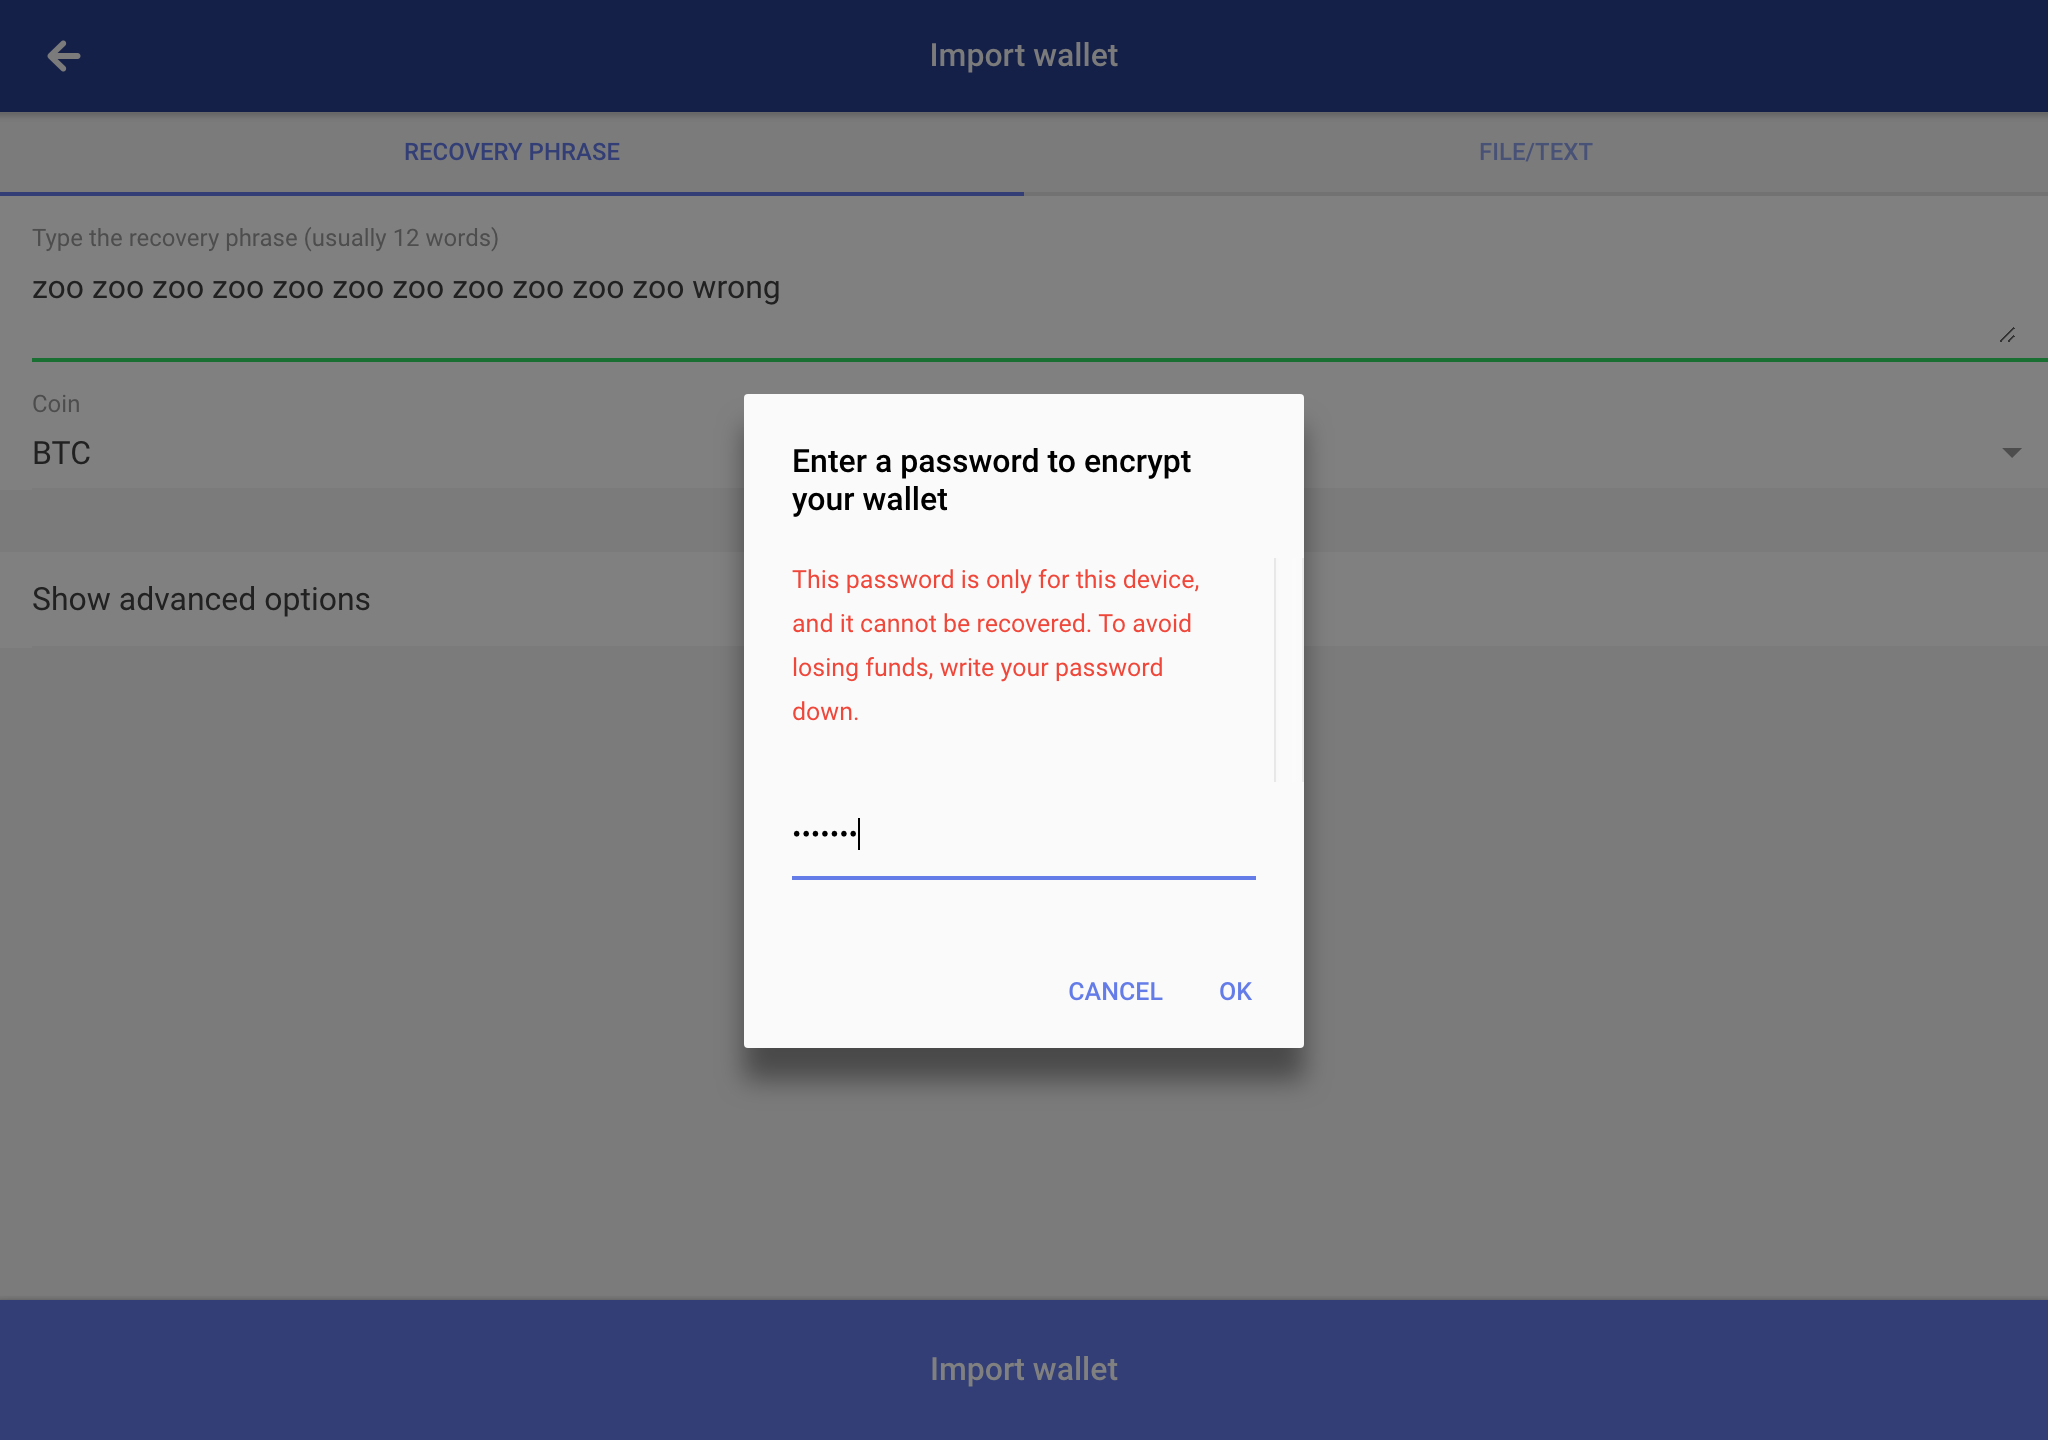 Import wallet
RECOVERY PHRASE
FILE/TEXT
Type the recovery phrase (usually 12 words)
zoo zoo zoo zoo zoo zoo zoo zoo zoo zoo zoo wrong
Coin
BTC
Show advanced options
Enter a password to encrypt
your wallet
This password is only for this device,
and it cannot be recovered. To avoid
losing funds, write your password
down.
•••••••
CANCEL
OK
Import wallet